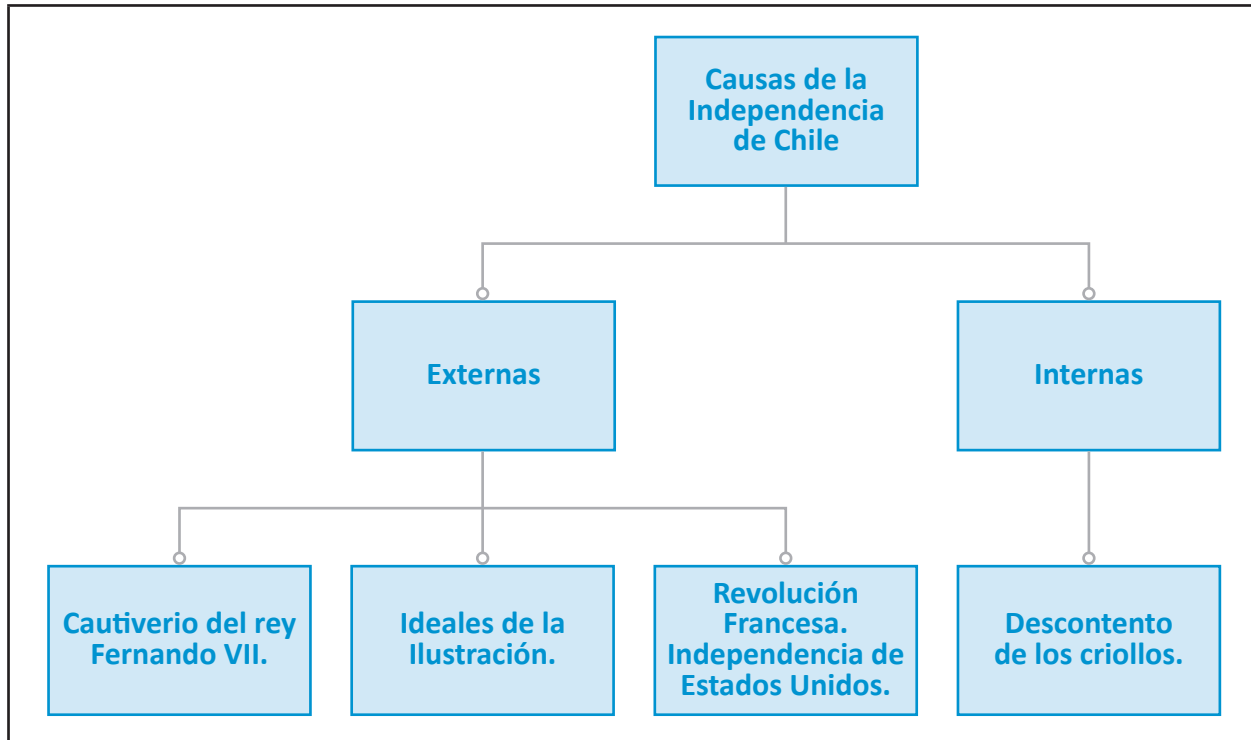 Causas de la
Independencia
de Chile
Externas
Internas
Cautiverio del rey
Fernando VII.
Ideales de la
Ilustración.
Revolución
Francesa.
Independencia de
Estados Unidos.
Descontento
de los criollos.